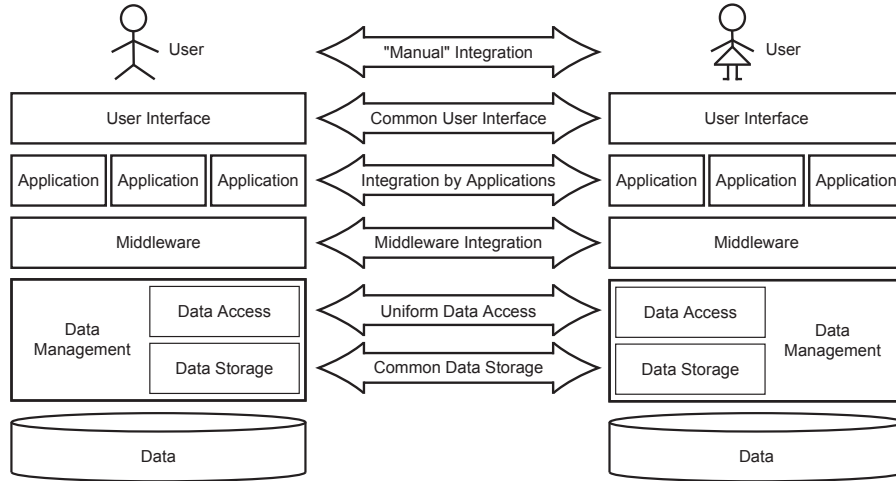 User
"Manual" Integration
User
User Interface
Common User Interface
User Interface
Application
Application
Application
Integration by Applications
Application
Application
Application
Middleware
Middleware Integration
Middleware
Data
Management
Data Access
Data Storage
Uniform Data Access
Common Data Storage
Data Access
Data Storage
Data
Management
Data
Data